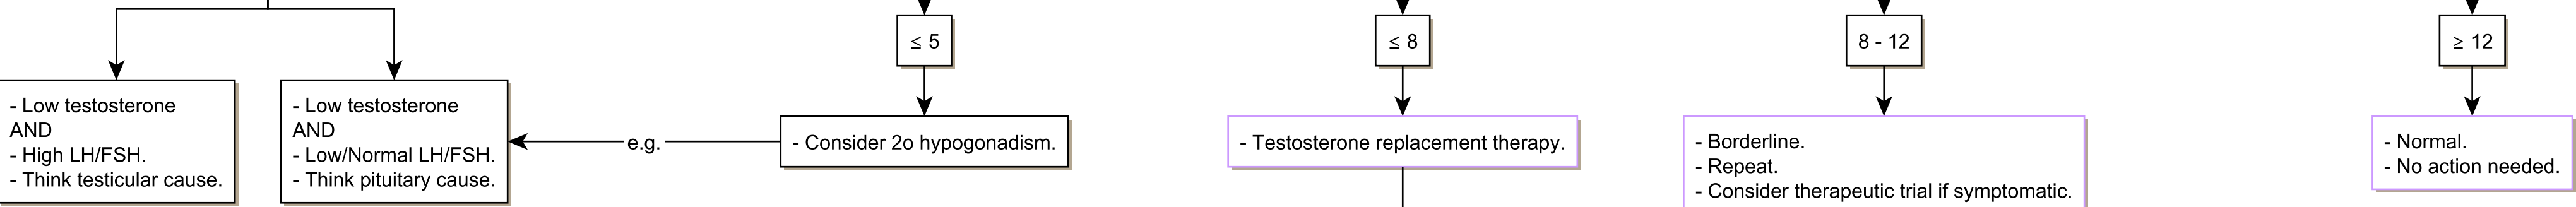 ≤ 5
≤ 8
8 - 12
≥ 12
- Low testosterone
AND
- High LH/FSH.
- Think testicular cause.
- Low testosterone
AND
- Low/Normal LH/FSH.
- Think pituitary cause.
e.g.
- Consider 2o hypogonadism.
- Testosterone replacement therapy.
- Borderline.
- Repeat.
- Consider therapeutic trial if symptomatic.
- Normal.
- No action needed.